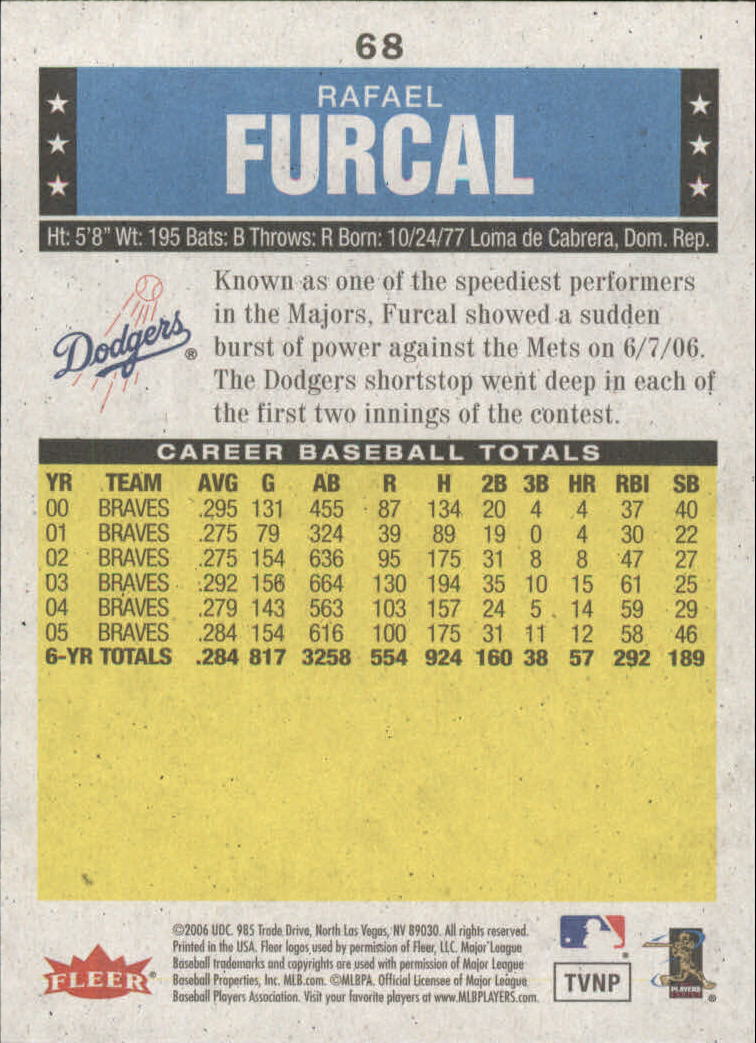 68
RAFAEL
FURCAL
Ht: 5'8" Wt: 195 Bats: B Throws: R Born: 10/24/77 Loma de Cabrera, Dom. Rep.
Dodgers®
Known as one of the speediest performers
in the Majors, Furcal showed a sudden
burst of power against the Mets on 6/7/06.
The Dodgers shortstop went deep in each of
the first two innings of the contest.
CAREER BASEBALL TOTALS
YR TEAM AVG G AB R H 2B 3B HR RBI SB
00 BRAVES .295 131 455 87 134 20 4 4 37 40
01 BRAVES .275 79 324 39 89 19 0 4 30 22
02 BRAVES .275 154 636 95 175 31 8 8 47 27
03 BRAVES .292 156 664 130 194 35 10 15 61 25
04 BRAVES .279 143 563 103 157 24 5 14 59 29
05 BRAVES .284 154 616 100 175 31 11 12 58 46
6-YR TOTALS .284 817 3258 554 924 160 38 57 292 189
FLEER®
©2006 UDC. 985 Trade Drive, North Las Vegas, NV 89030. All rights reserved.
Printed in the USA. Fleer logos used by permission of Fleer, LLC. Major League
Baseball trademarks and copyrights are used with permission of Major League
Baseball Properties, Inc. MLB.com. ©MLBPA. Official Licensee of Major League
Baseball Players Association. Visit your favorite players at www.MLBPLAYERS.com.
®
TVNP
PLAYERS
®